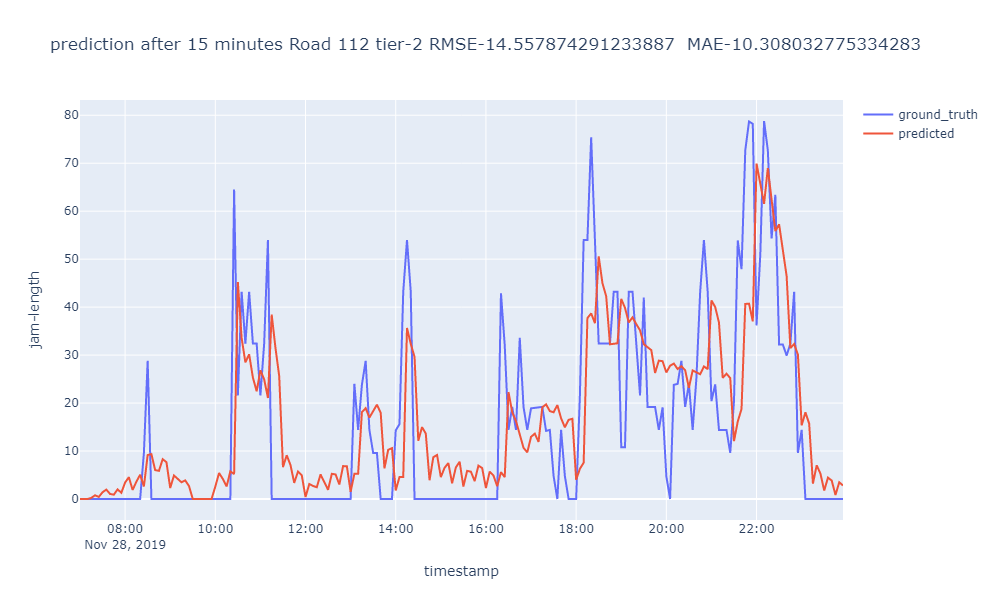 prediction after 15 minutes Road 112 tier-2 RMSE-14.557874291233887  MAE-10.308032775334283
ground_truth
predicted
80
70
60
50
40
30
20
10
0
jam-length
08:00
10:00
12:00
14:00
16:00
18:00
20:00
22:00
Nov 28, 2019
timestamp